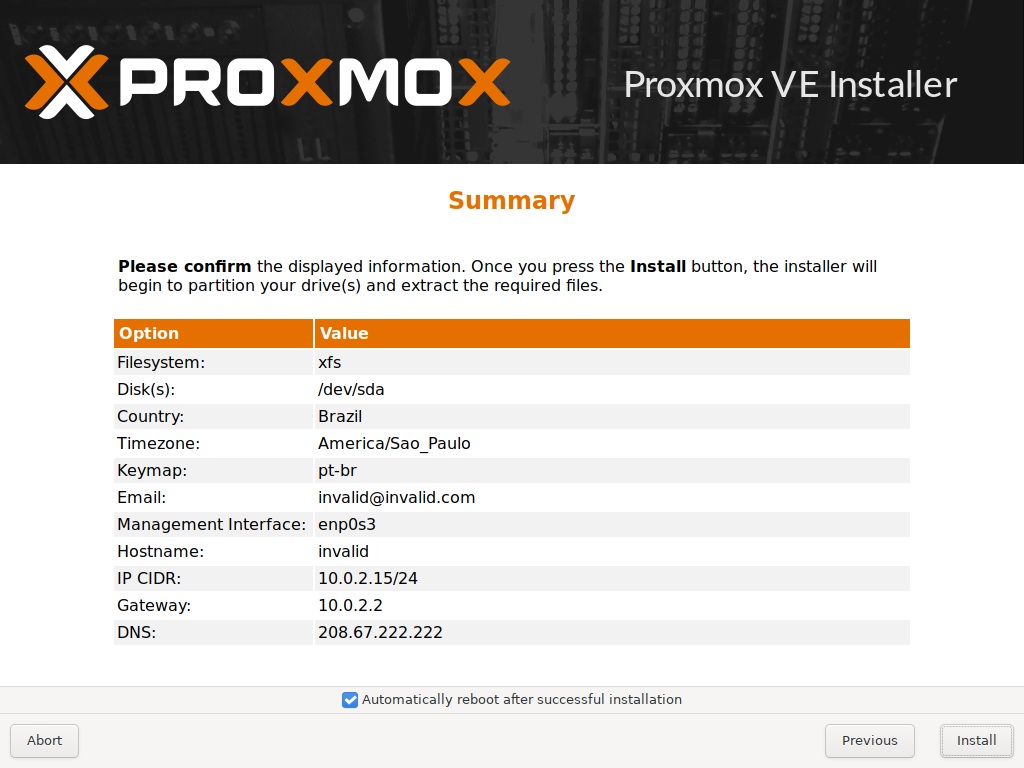 PROXMOX
Proxmox VE Installer
Summary
Please confirm the displayed information. Once you press the Install button, the installer will
begin to partition your drive(s) and extract the required files.
Option Value
Filesystem: xfs
Disk(s): /dev/sda
Country: Brazil
Timezone: America/Sao_Paulo
Keymap: pt-br
Email: invalid@invalid.com
Management Interface: enp0s3
Hostname: invalid
IP CIDR: 10.0.2.15/24
Gateway: 10.0.2.2
DNS: 208.67.222.222
Automatically reboot after successful installation
Abort Previous Install